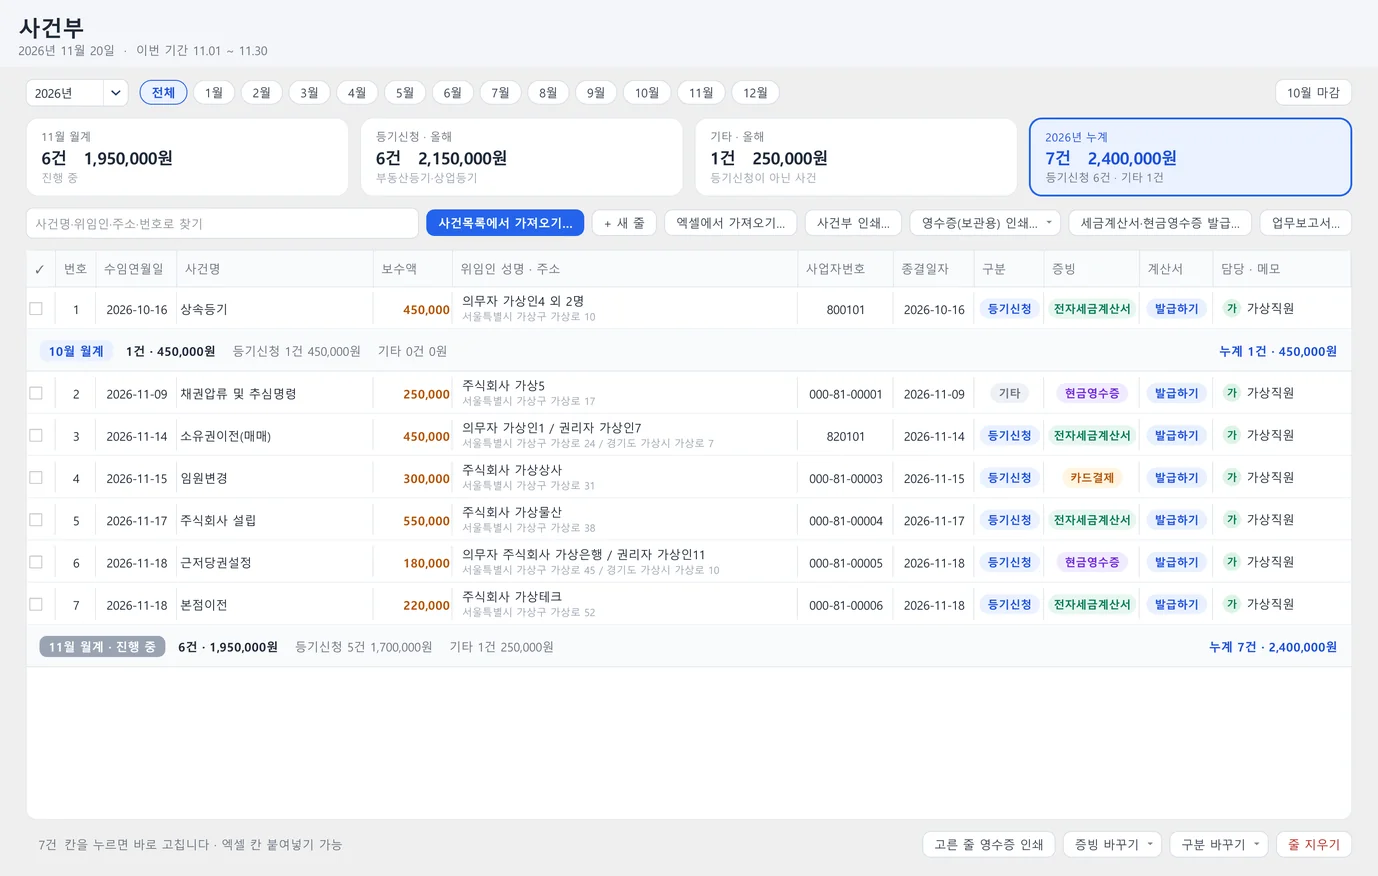 사건부
2026년 11월 20일 · 이번 기간 11.01 ~ 11.30
2026년 전체 1월 2월 3월 4월 5월 6월 7월 8월 9월 10월 11월 12월 10월 마감
11월 월계
6건 1,950,000원
진행 중
등기신청 · 올해
6건 2,150,000원
부동산등기·상업등기
기타 · 올해
1건 250,000원
등기신청이 아닌 사건
2026년 누계
7건 2,400,000원
등기신청 6건 · 기타 1건
사건명·위임인·주소·번호로 찾기 사건목록에서 가져오기... + 새 줄 엑셀에서 가져오기... 사건부 인쇄... 영수증(보관용) 인쇄... 세금계산서·현금영수증 발급... 업무보고서...
✓ 번호 수임연월일 사건명 보수액 위임인 성명 · 주소 사업자번호 종결일자 구분 증빙 계산서 담당 · 메모
1 2026-10-16 상속등기 450,000 의무자 가상인4 외 2명 800101 2026-10-16 등기신청 전자세금계산서 발급하기 가 가상직원
서울특별시 가상구 가상로 10
10월 월계 1건 · 450,000원 등기신청 1건 450,000원 기타 0건 0원 누계 1건 · 450,000원
2 2026-11-09 채권압류 및 추심명령 250,000 주식회사 가상5 000-81-00001 2026-11-09 기타 현금영수증 발급하기 가 가상직원
서울특별시 가상구 가상로 17
3 2026-11-14 소유권이전(매매) 450,000 의무자 가상인1 / 권리자 가상인7 820101 2026-11-14 등기신청 전자세금계산서 발급하기 가 가상직원
서울특별시 가상구 가상로 24 / 경기도 가상시 가상로 7
4 2026-11-15 임원변경 300,000 주식회사 가상상사 000-81-00003 2026-11-15 등기신청 카드결제 발급하기 가 가상직원
서울특별시 가상구 가상로 31
5 2026-11-17 주식회사 설립 550,000 주식회사 가상물산 000-81-00004 2026-11-17 등기신청 전자세금계산서 발급하기 가 가상직원
서울특별시 가상구 가상로 38
6 2026-11-18 근저당권설정 180,000 의무자 주식회사 가상은행 / 권리자 가상인11 000-81-00005 2026-11-18 등기신청 현금영수증 발급하기 가 가상직원
서울특별시 가상구 가상로 45 / 경기도 가상시 가상로 10
7 2026-11-18 본점이전 220,000 주식회사 가상테크 000-81-00006 2026-11-18 등기신청 전자세금계산서 발급하기 가 가상직원
서울특별시 가상구 가상로 52
11월 월계 · 진행 중 6건 · 1,950,000원 등기신청 5건 1,700,000원 기타 1건 250,000원 누계 7건 · 2,400,000원
7건 칸을 누르면 바로 고칩니다 · 엑셀 칸 붙여넣기 가능 고른 줄 영수증 인쇄 증빙 바꾸기 구분 바꾸기 줄 지우기